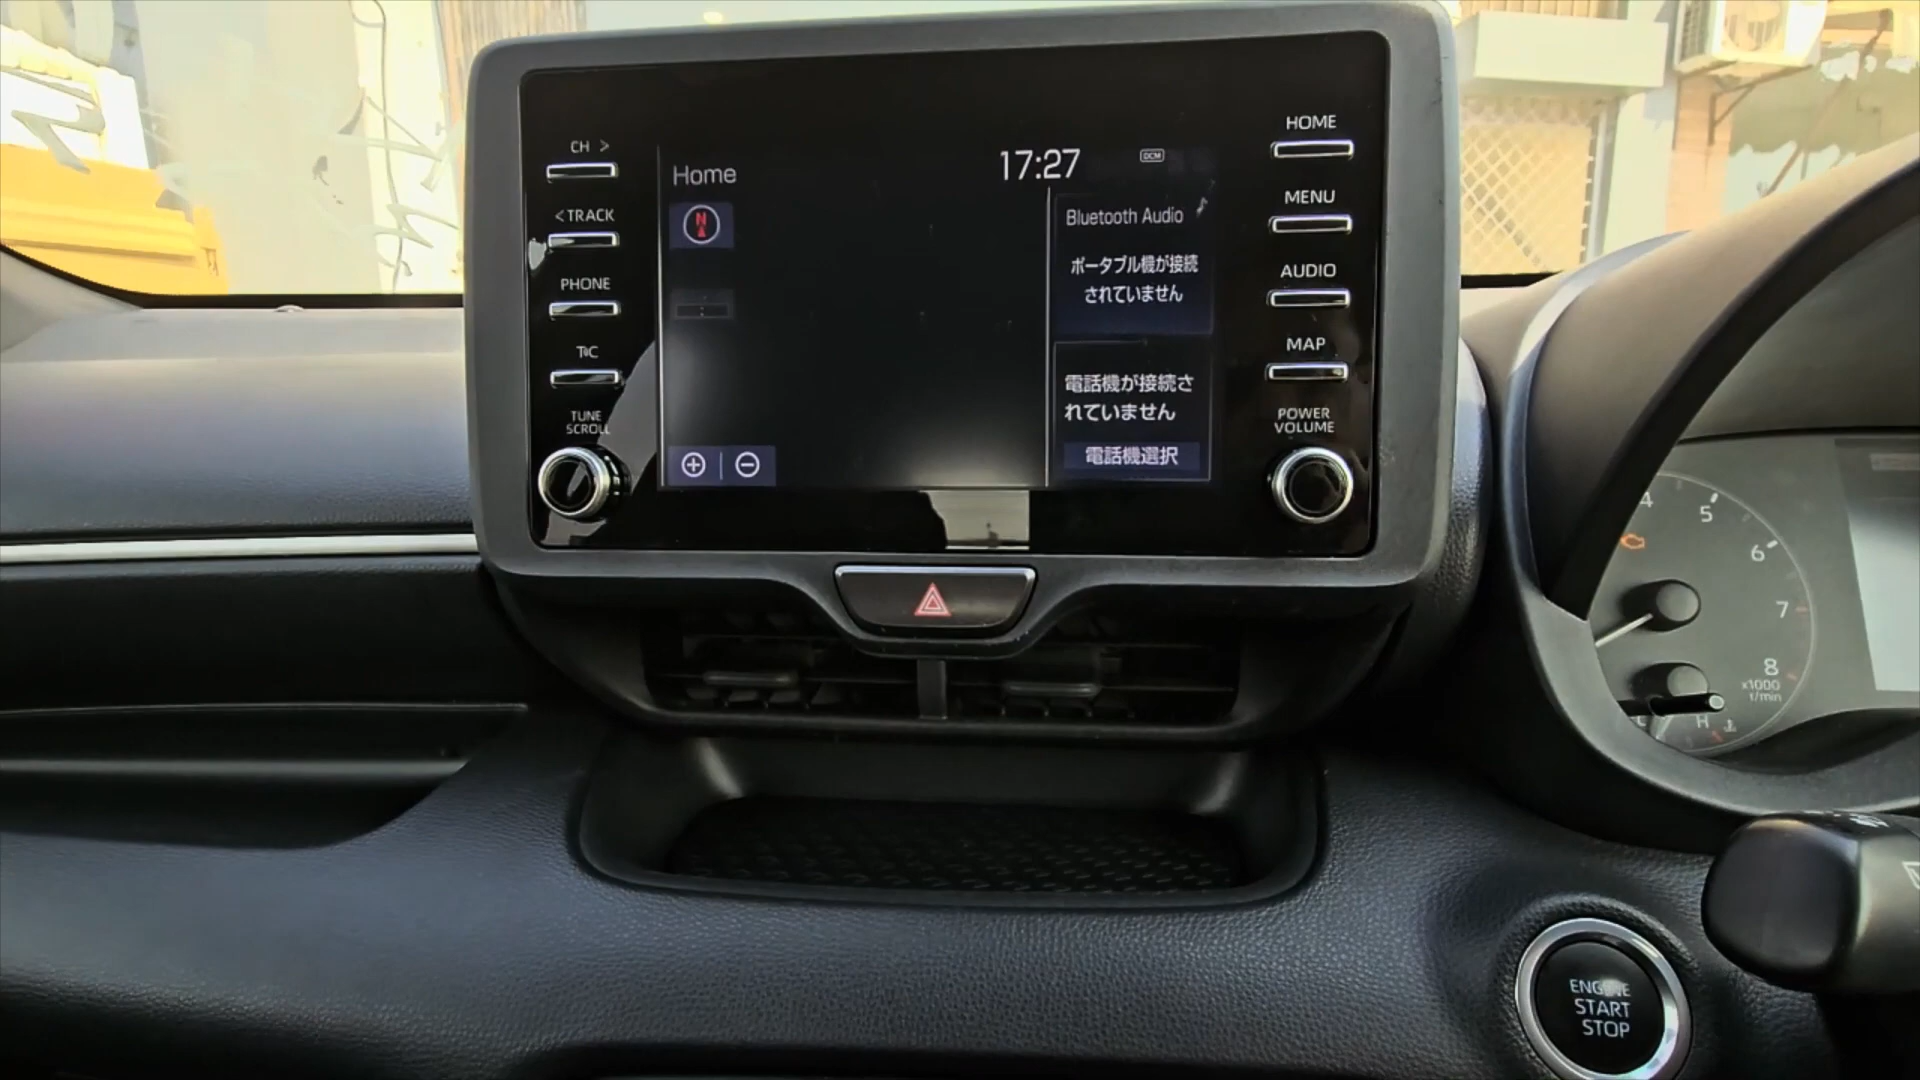 CH >
< TRACK
PHONE
T&C
TUNE
SCROLL
Home
N
17:27
DCM
Bluetooth Audio
ポータブル機が接続
されていません
電話機が接続さ
れていません
電話機選択
HOME
MENU
AUDIO
MAP
POWER
VOLUME
4
5
6
7
8
x1000
r/min
C
H
ENGINE
START
STOP